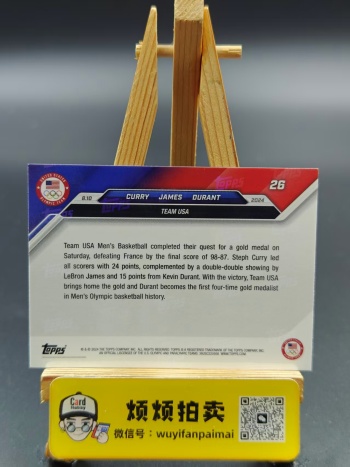 26
8.10
CURRY JAMES DURANT
2024
TEAM USA
Team USA Men's Basketball completed their quest for a gold medal on
Saturday, defeating France by the final score of 98-87. Steph Curry led
all scorers with 24 points, complemented by a double-double showing by
LeBron James and 15 points from Kevin Durant. With the victory, Team USA
brings home the gold and Durant becomes the first four-time gold medalist
in Men's Olympic basketball history.
Topps
Card
烦烦拍卖
微信号：wuyifanpaimai